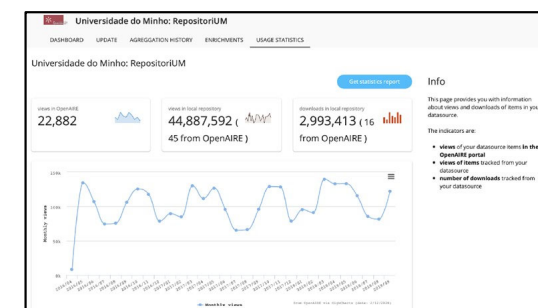 Universidade do Minho: RepositoriUM
DASHBOARD UPDATE AGREGGATION HISTORY ENRICHMENTS USAGE STATISTICS
Universidade do Minho: RepositoriUM
Get statistics report
views in OpenAIRE
22,882
views in local repository
44,887,592 (
45 from OpenAIRE )
downloads in local repository
2,993,413 (16
from OpenAIRE )
Info
This page provides you with information
about views and downloads of items in your
datasource.
The indicators are:
views of your datasource items in the
OpenAIRE portal
views of items tracked from your
datasource
number of downloads tracked from
your datasource
Monthly views
Monthly views